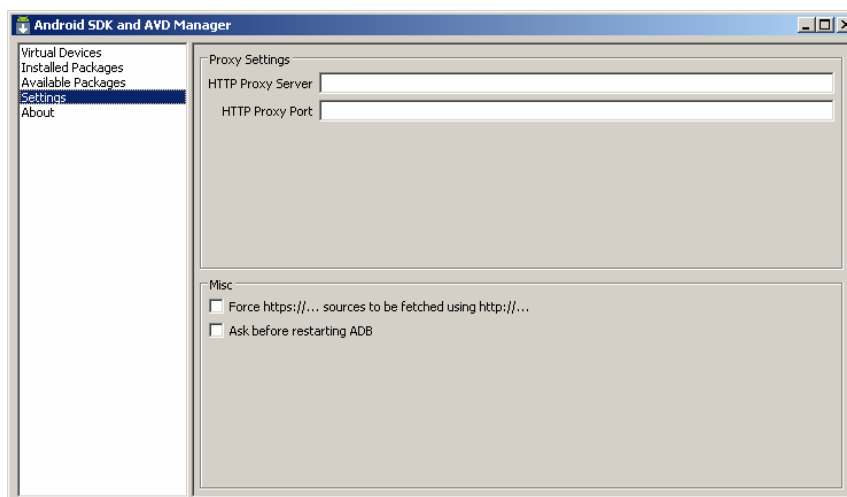 Android SDK and AVD Manager
Virtual Devices
Installed Packages
Available Packages
Settings
About
Proxy Settings
HTTP Proxy Server
HTTP Proxy Port
Misc
Force https://... sources to be fetched using http://...
Ask before restarting ADB